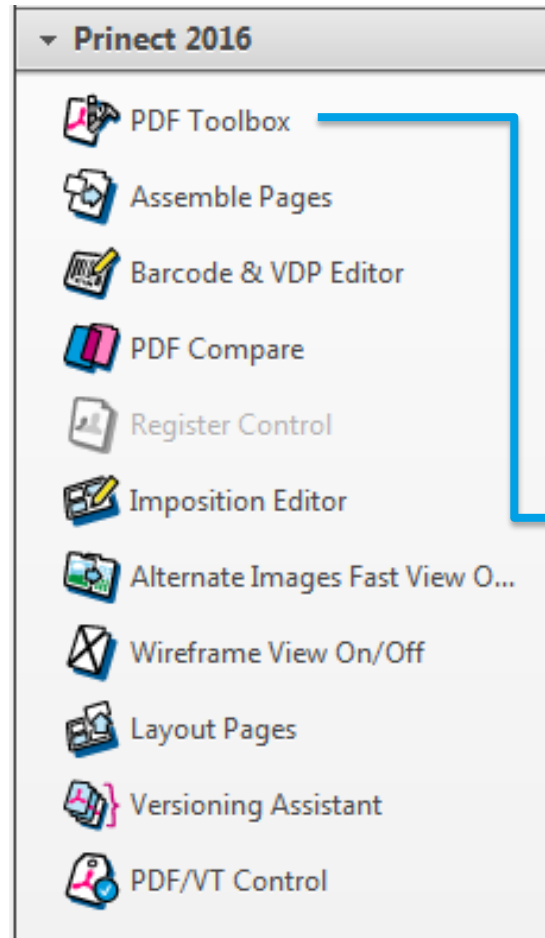 Prinect 2016
PDF Toolbox
Assemble Pages
Barcode & VDP Editor
PDF Compare
Register Control
Imposition Editor
Alternate Images Fast View O...
Wireframe View On/Off
Layout Pages
Versioning Assistant
PDF/VT Control